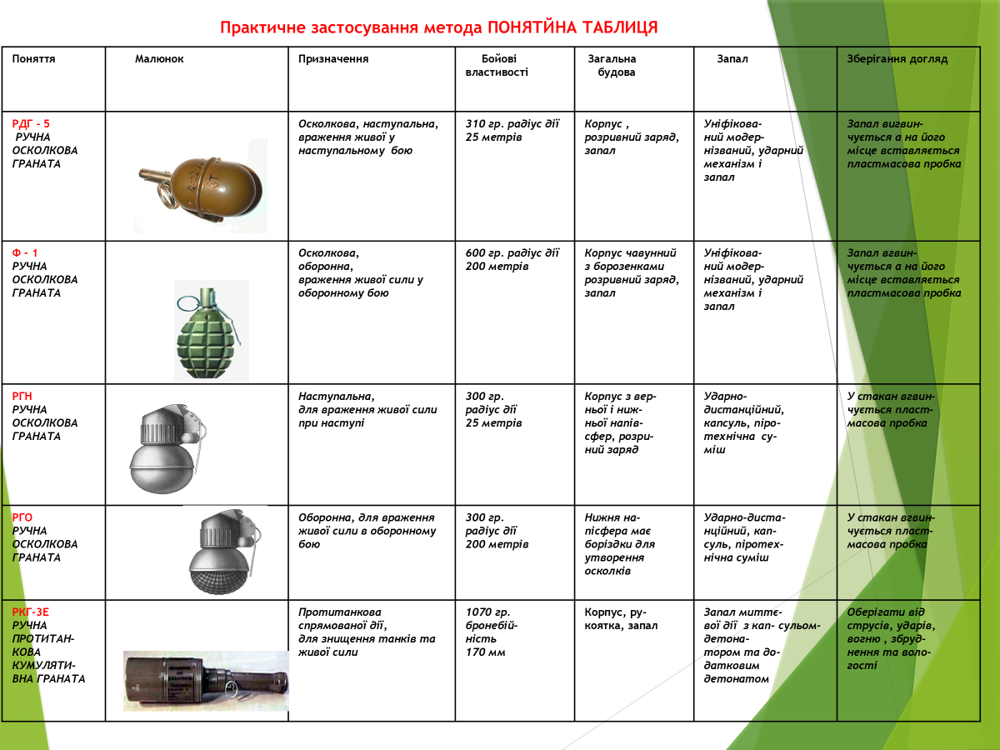 Практичне застосування метода ПОНЯТЙНА ТАБЛИЦЯ
Поняття
Малюнок
Призначення
Бойові
властивості
Загальна
будова
Запал
Зберігання догляд
РДГ - 5
РУЧНА
ОСКОЛКОВА
ГРАНАТА
Осколкова, наступальна,
враження живої у
наступальному бою
310 гр. радіус дії
25 метрів
Корпус ,
розривний заряд,
запал
Уніфікова-
ний модер-
нізваний, ударний
механізм і
запал
Запал вигвин-
чується а на його
місце вставляється
пластмасова пробка
Ф – 1
РУЧНА
ОСКОЛКОВА
ГРАНАТА
Осколкова,
оборонна,
враження живої сили у
оборонному бою
600 гр. радіус дії
200 метрів
Корпус чавунний
з борозенками
розривний заряд,
запал
Уніфікова-
ний модер-
нізваний, ударний
механізм і
запал
Запал вгвин-
чується а на його
місце вставляється
пластмасова пробка
РГН
РУЧНА
ОСКОЛКОВА
ГРАНАТА
Наступальна,
для враження живої сили
при наступі
300 гр.
радіус дії
25 метрів
Корпус з вер-
ньої і ниж-
ньої напів-
сфер, розри-
ний заряд
Ударно-
дистанційний,
капсуль, піро-
технічна су-
міш
У стакан вгвин-
чується пласт-
масова пробка
РГО
РУЧНА
ОСКОЛКОВА
ГРАНАТА
Оборонна, для враження
живої сили в оборонному
бою
300 гр.
радіус дії
200 метрів
Нижня на-
пісфера має
боріздки для
утворення
осколків
Ударно-диста-
нційний, кап-
суль, піротех-
нічна суміш
У стакан вгвин-
чується пласт-
масова пробка
РКГ-3Е
РУЧНА
ПРОТИТАН-
КОВА
КУМУЛЯТИ-
ВНА ГРАНАТА
Протитанкова
спрямованої дії,
для знищення танків та
живої сили
1070 гр.
бронебій-
ність
170 мм
Корпус, ру-
коятка, запал
Запал миттє-
вої дії з кап- сульом-
детона-
тором та до-
датковим
детонатом
Оберігати від
струсів, ударів,
вогню , збруд-
нення та воло-
гості